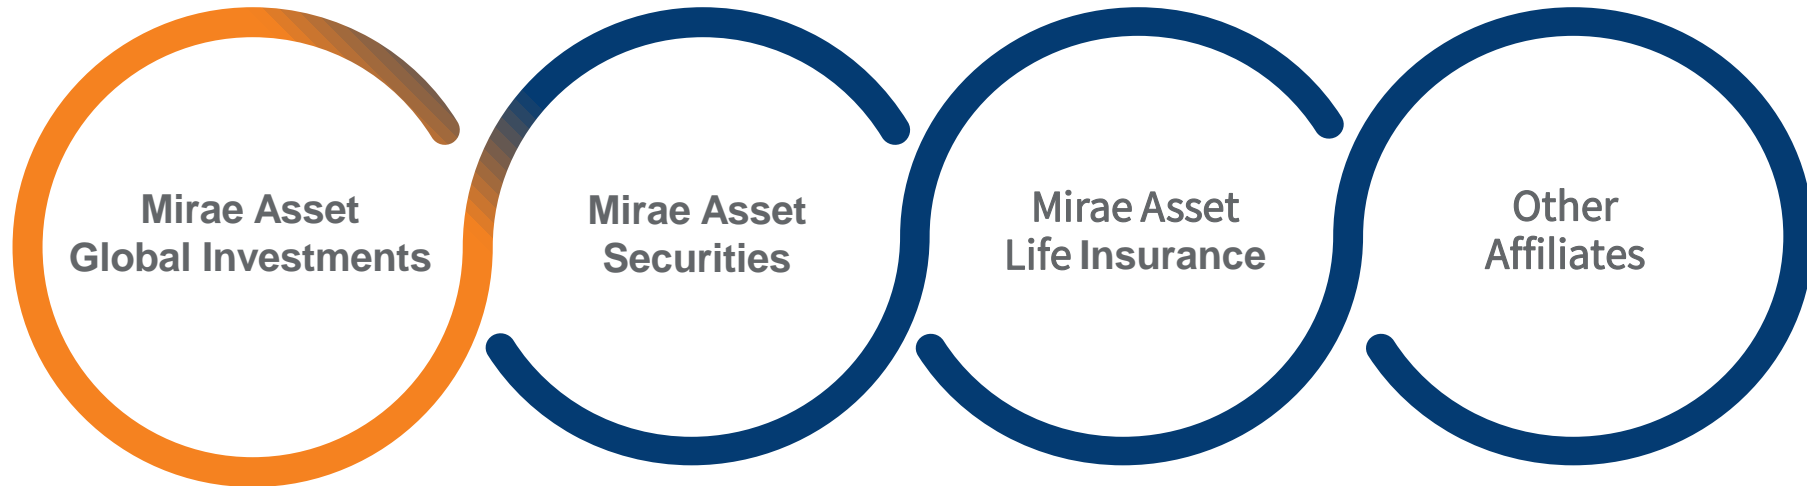 Mirae Asset
Global Investments
Mirae Asset
Securities
Mirae Asset
Life Insurance
Other
Affiliates